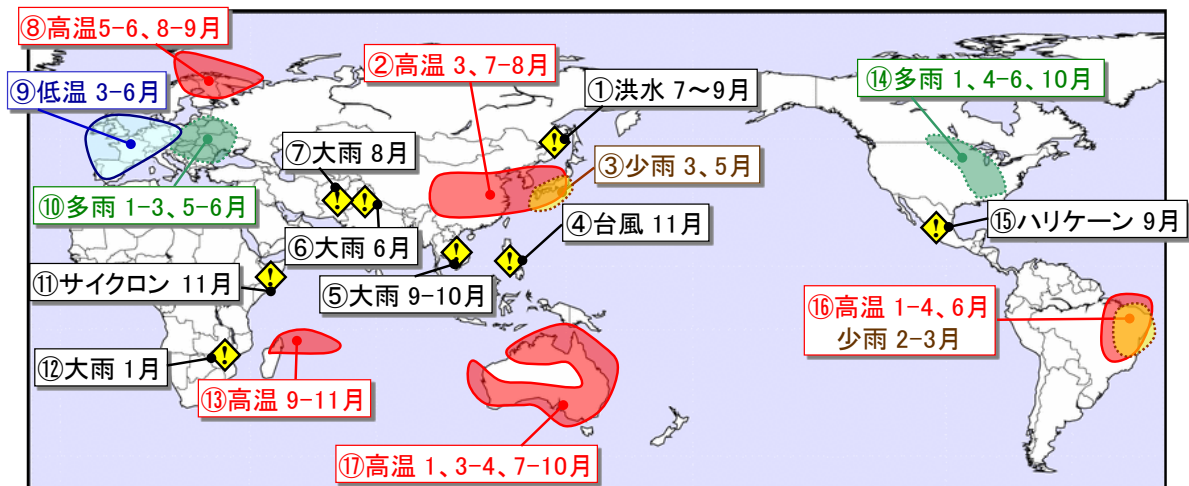 ⑧高温5-6、8-9月
②高温 3、7-8月
⑭多雨 1、4-6、10月
⑨低温 3-6月
①洪水 7～9月
⑦大雨 8月
③少雨 3、5月
⑩多雨 1-3、5-6月
④台風 11月
⑮ハリケーン 9月
⑥大雨 6月
⑪サイクロン 11月
⑤大雨 9-10月
⑯高温 1-4、6月
少雨 2-3月
⑫大雨 1月
⑬高温 9-11月
⑰高温 1、3-4、7-10月